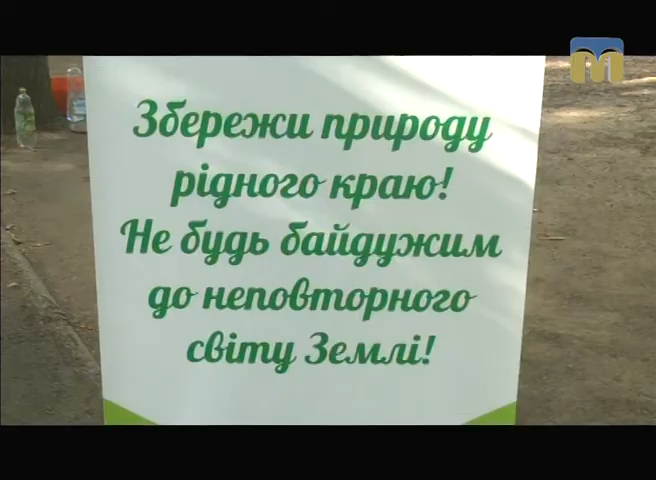 Збережи природу
рідного краю!
Не будь байдужим
до неповторного
світу Землі!